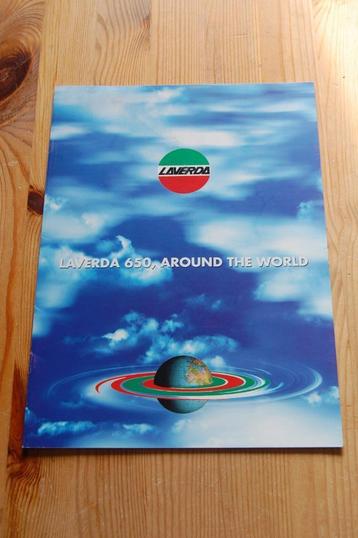 LAVERDA
LAVERDA 650, AROUND THE WORLD